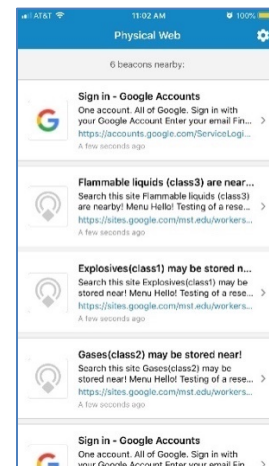 AT&T 11:02 AM 100%
Physical Web
6 beacons nearby:
Sign in - Google Accounts
One account. All of Google. Sign in with
your Google Account Enter your email Fin...
https://accounts.google.com/ServiceLogi...
A few seconds ago
Flammable liquids (class3) are near...
Search this site Flammable liquids (class3)
are nearby! Menu Hello! Testing of a rese...
https://sites.google.com/mst.edu/workers...
A few seconds ago
Explosives(class1) may be stored n...
Search this site Explosives(class1) may be
stored near! Menu Hello! Testing of a rese...
https://sites.google.com/mst.edu/workers...
A few seconds ago
Gases(class2) may be stored near!
Search this site Gases(class2) may be
stored near! Menu Hello! Testing of a rese...
https://sites.google.com/mst.edu/workers...
A few seconds ago
Sign in - Google Accounts
One account. All of Google. Sign in with
your Google Account Enter your email Fin...